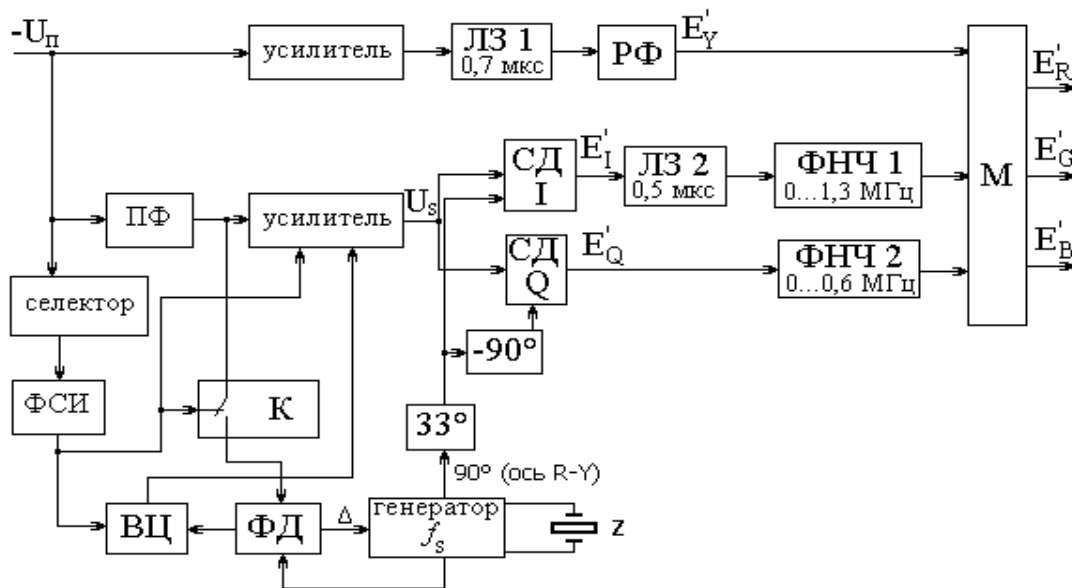 -Uп
усилитель
ЛЗ 1
0,7 мкс
РФ
E'Y
E'R
E'G
E'B
М
СД
I
E'I
ЛЗ 2
0,5 мкс
ФНЧ 1
0...1,3 МГц
ПФ
усилитель
Us
СД
Q
E'Q
ФНЧ 2
0...0,6 МГц
селектор
-90°
ФСИ
К
33°
90° (ось R-Y)
ВЦ
ФД
Δ
генератор
fs
Z